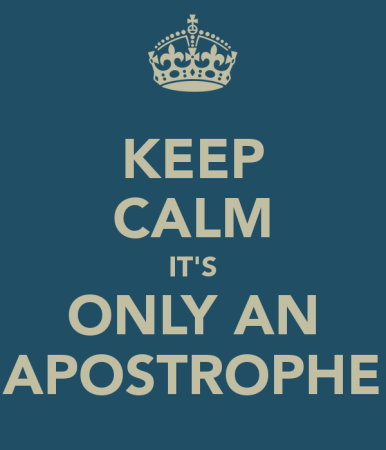 KEEP
CALM
IT'S
ONLY AN
APOSTROPHE